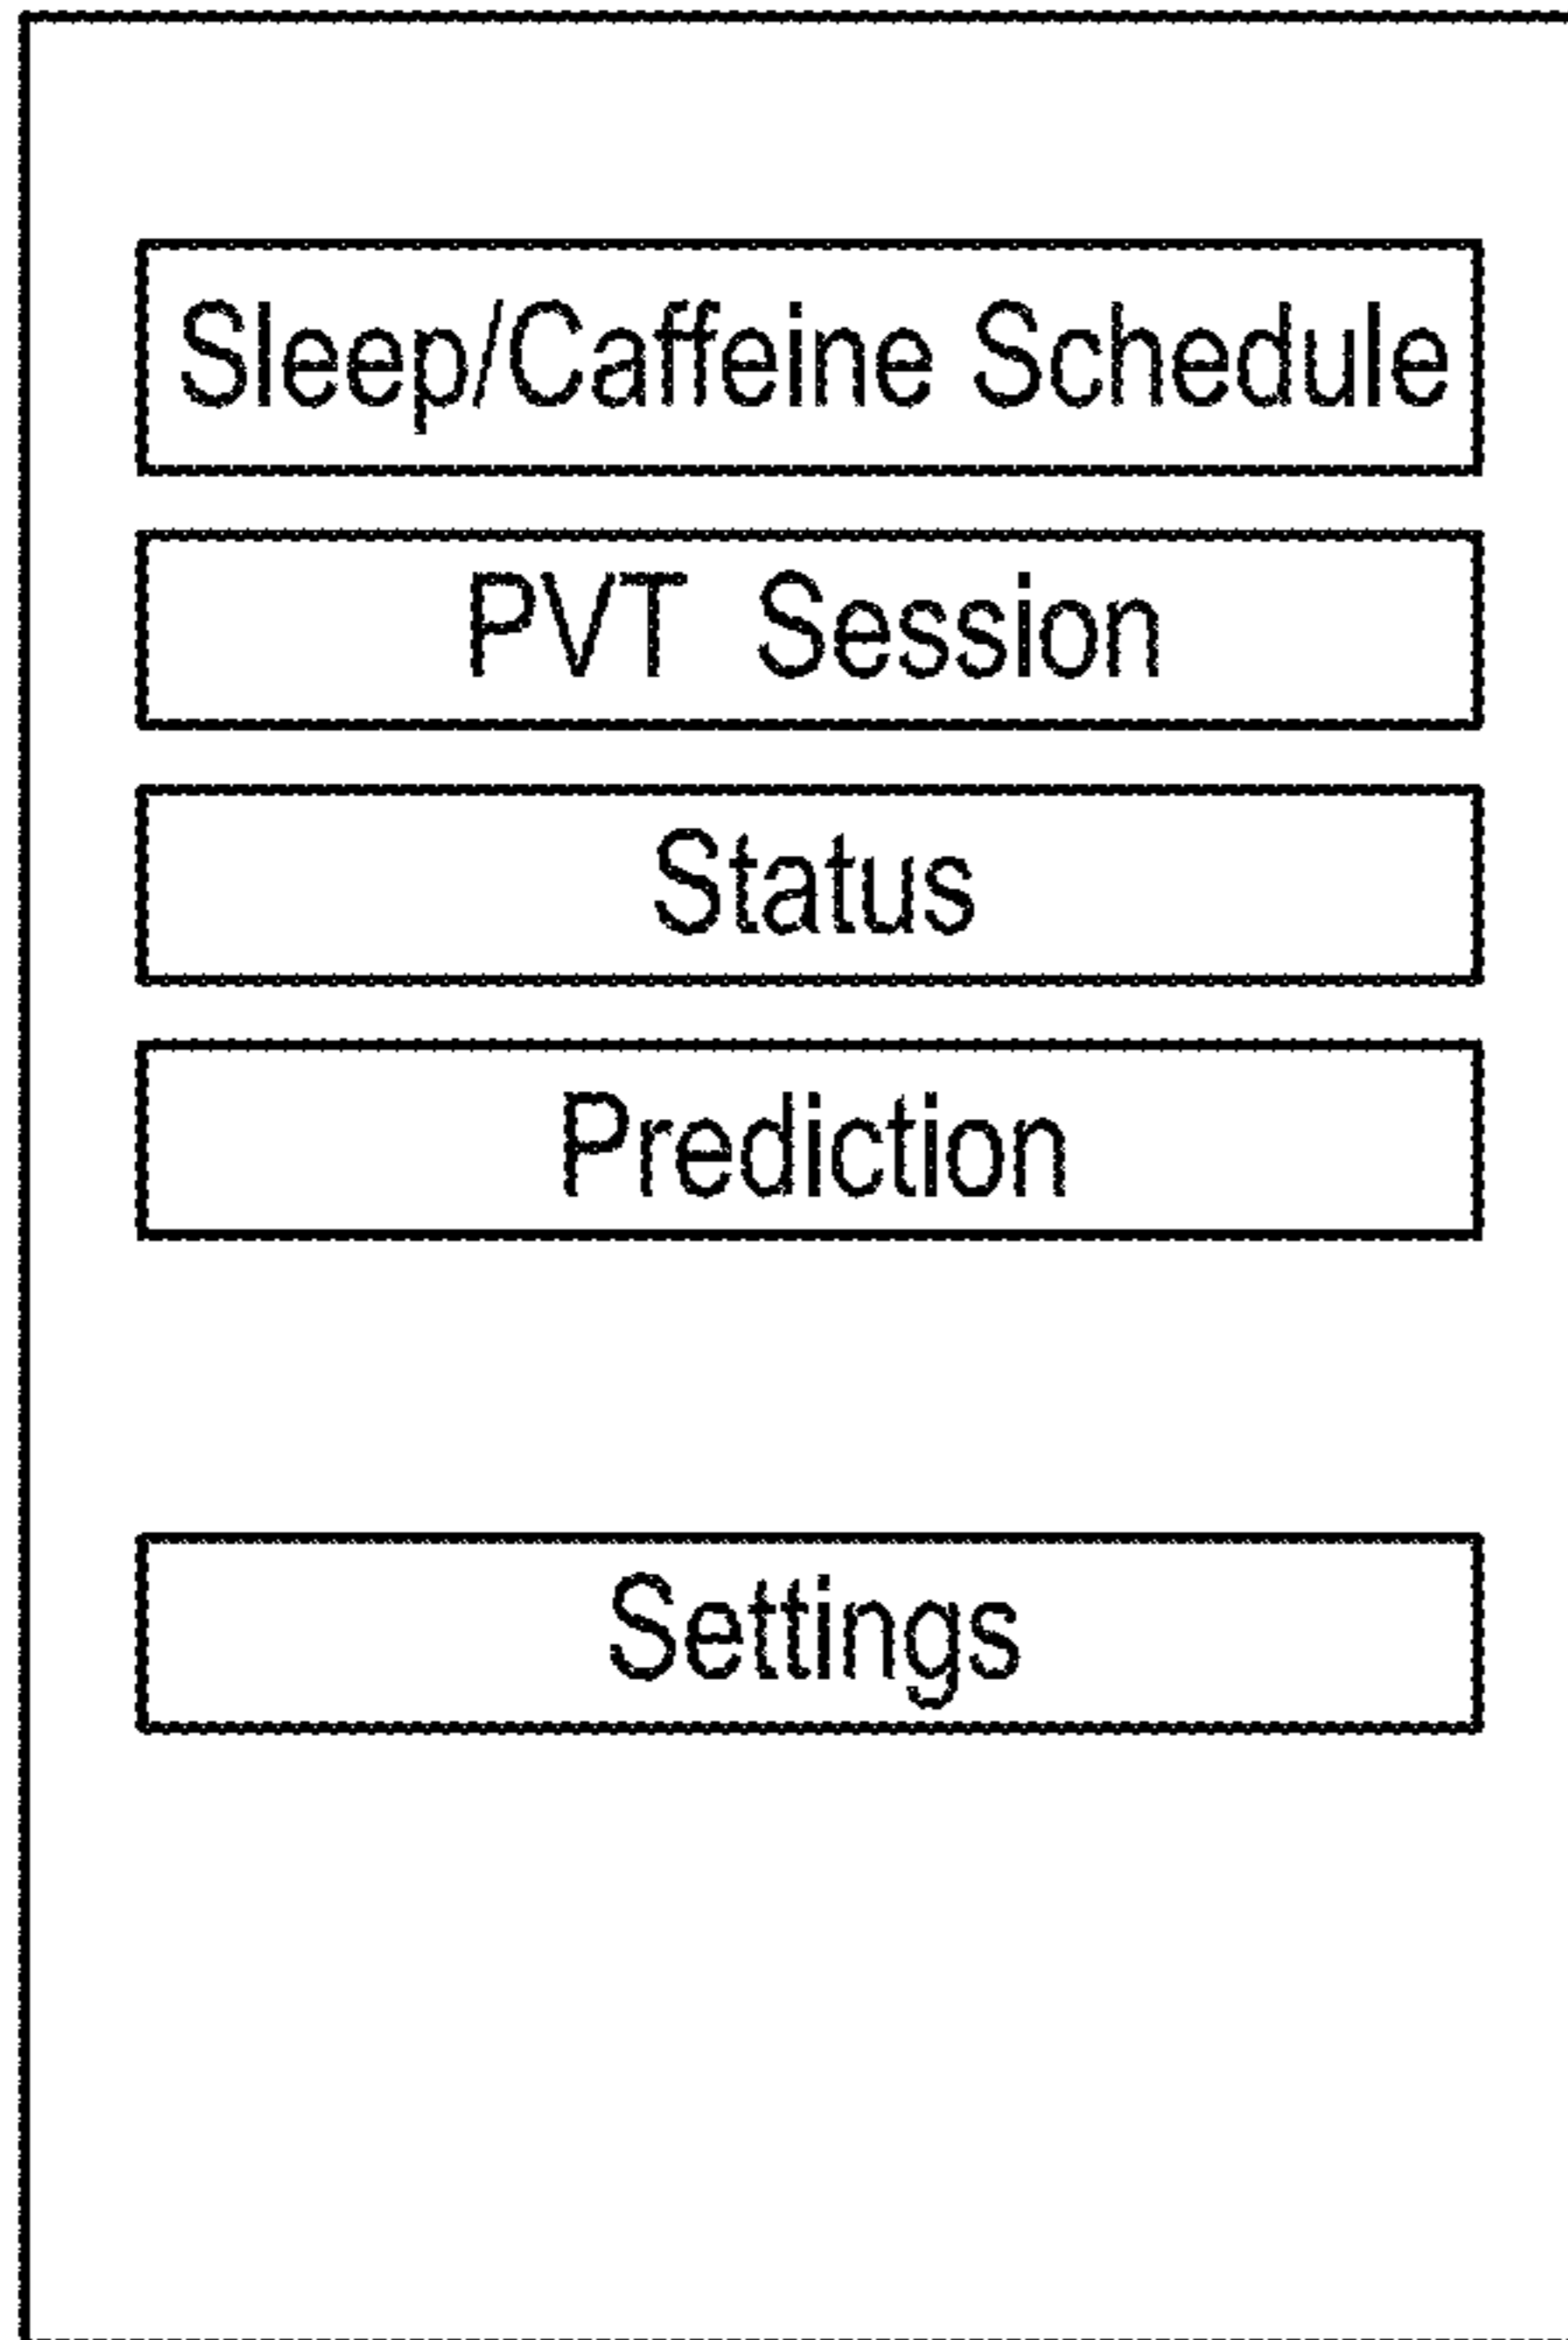 Sleep/Caffeine Schedule
PVT Session
Status
Prediction
Settings